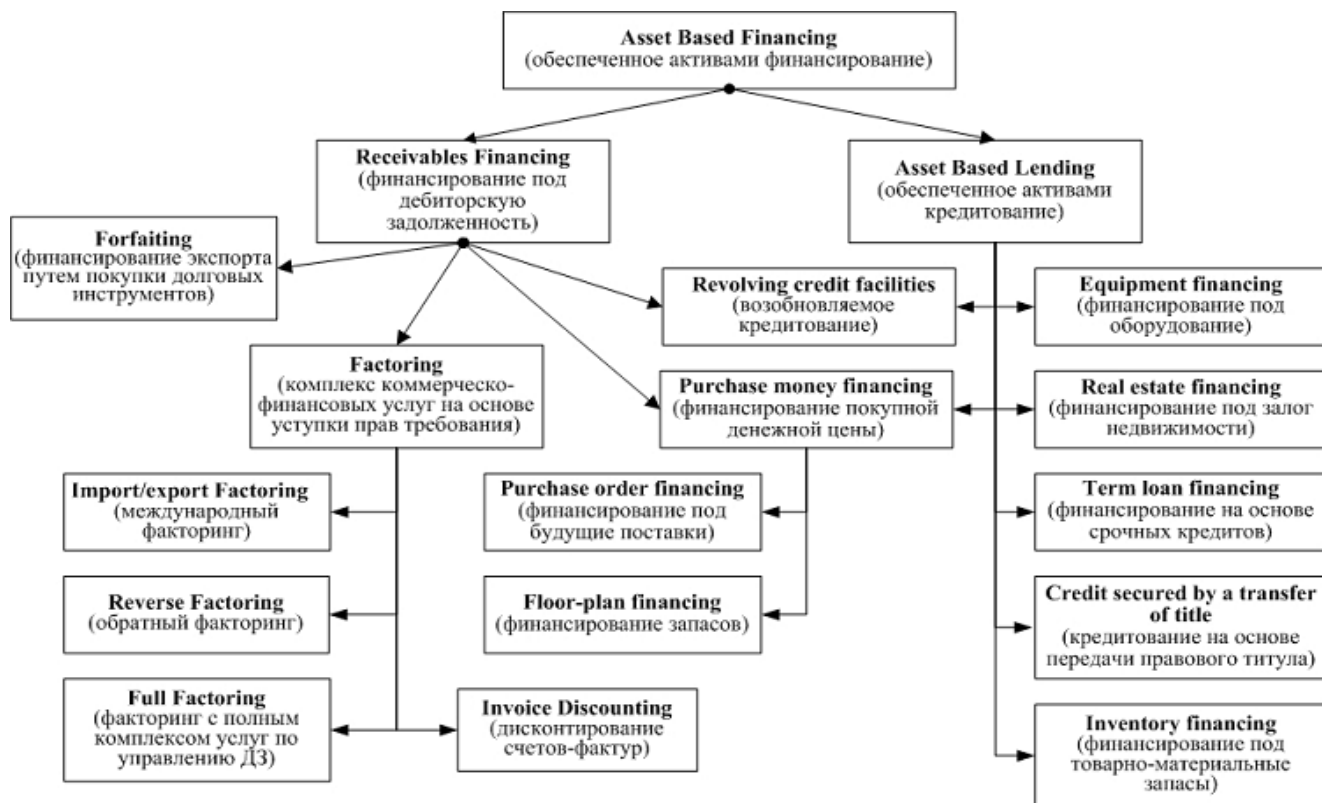 Asset Based Financing
(обеспеченное активами финансирование)
Receivables Financing
(финансирование под
дебиторскую
задолженность)
Asset Based Lending
(обеспеченное активами
кредитование)
Forfaiting
(финансирование экспорта
путем покупки долговых
инструментов)
Revolving credit facilities
(возобновляемое
кредитование)
Equipment financing
(финансирование под
оборудование)
Factoring
(комплекс коммерческо-
финансовых услуг на основе
уступки прав требования)
Purchase money financing
(финансирование покупной
денежной цены)
Real estate financing
(финансирование под залог
недвижимости)
Import/export Factoring
(международный
факторинг)
Purchase order financing
(финансирование под
будущие поставки)
Term loan financing
(финансирование на основе
срочных кредитов)
Reverse Factoring
(обратный факторинг)
Floor-plan financing
(финансирование запасов)
Credit secured by a transfer
of title
(кредитование на основе
передачи правового титула)
Full Factoring
(факторинг с полным
комплексом услуг по
управлению ДЗ)
Invoice Discounting
(дисконтирование
счетов-фактур)
Inventory financing
(финансирование под
товарно-материальные
запасы)